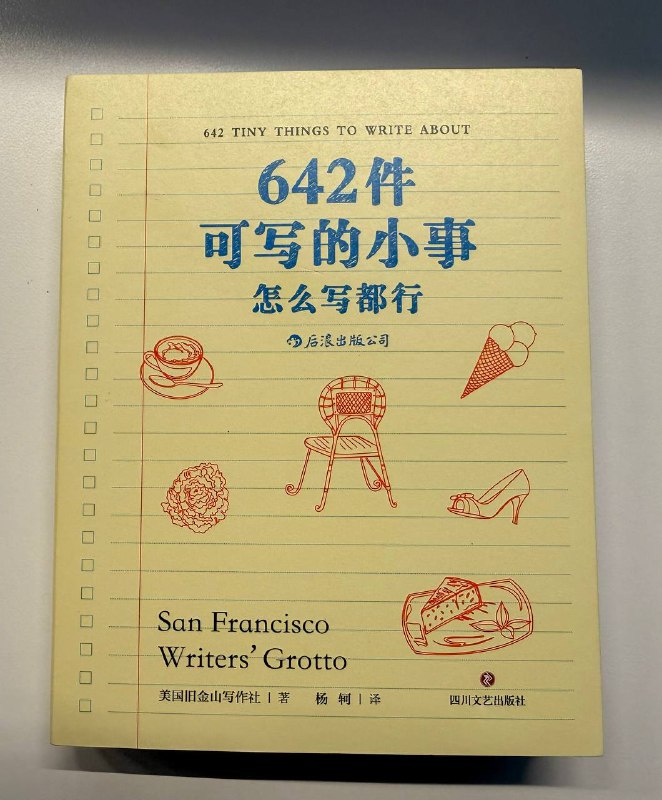 642 TINY THINGS TO WRITE ABOUT
642件
可写的小事
怎么写都行
后浪出版公司
San Francisco
Writers’ Grotto
美国旧金山写作社 | 著 杨 轲 | 译
四川文艺出版社